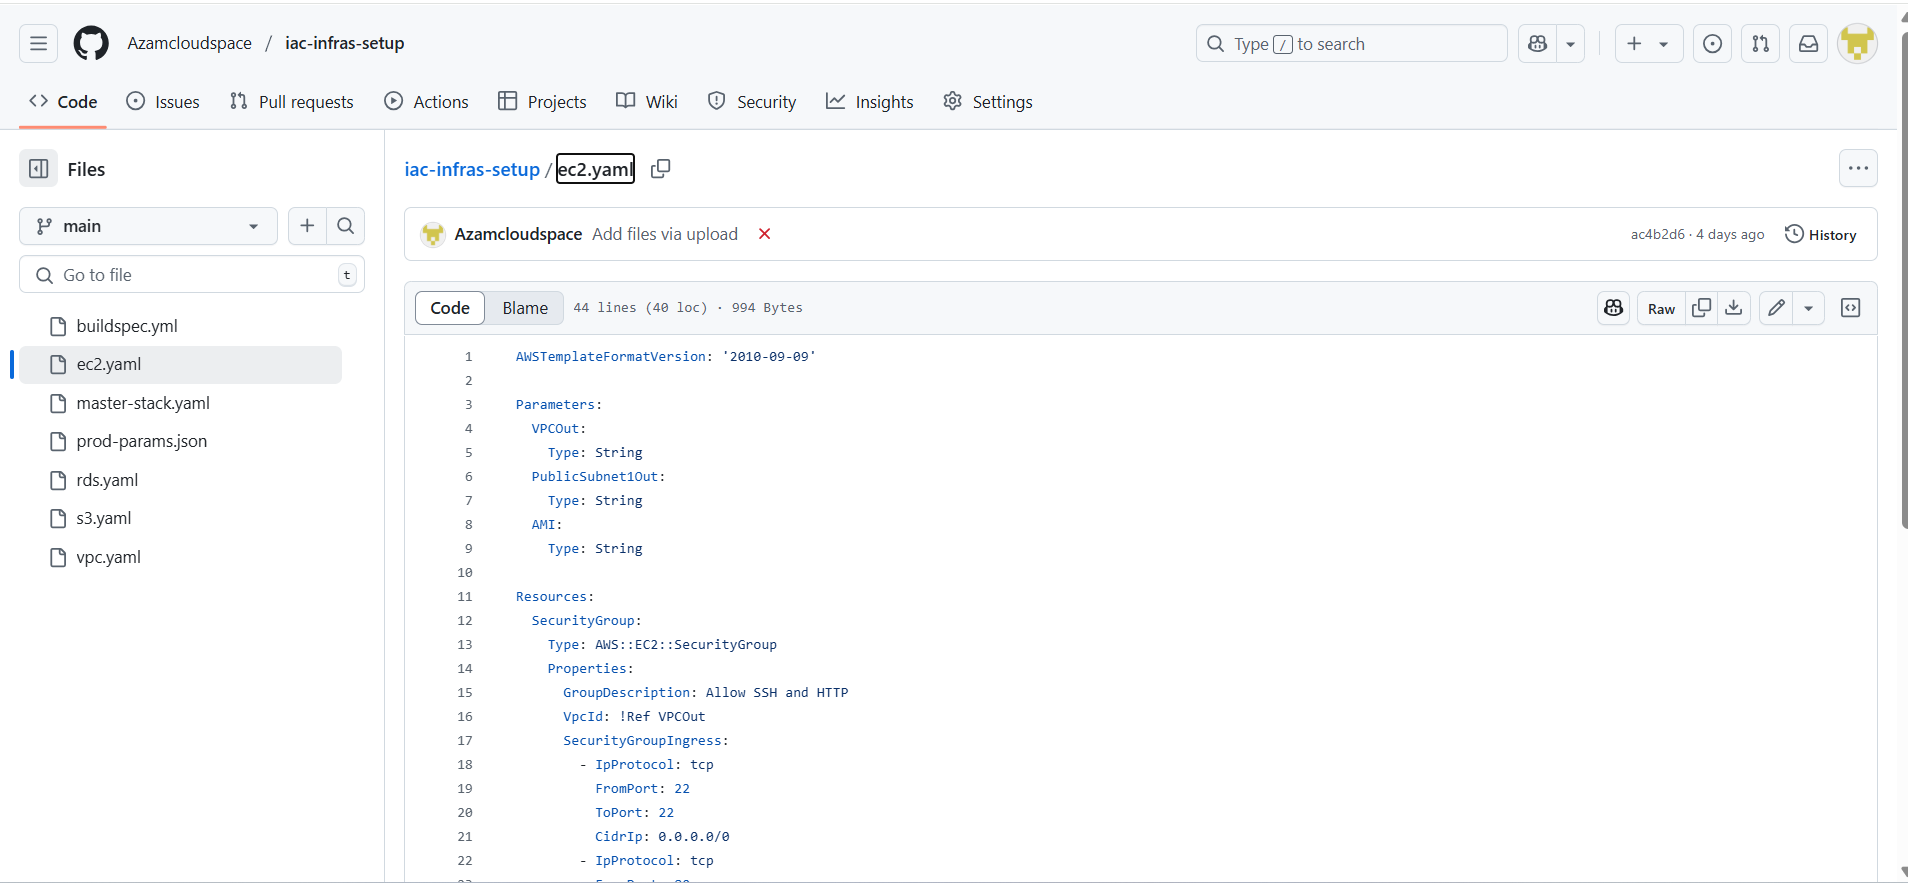 Azamcloudspace / iac-infras-setup
Type / to search
Code Issues Pull requests Actions Projects Wiki Security Insights Settings
Files
main
Go to file t
buildspec.yml
ec2.yaml
master-stack.yaml
prod-params.json
rds.yaml
s3.yaml
vpc.yaml
iac-infras-setup / ec2.yaml
Azamcloudspace Add files via upload ac4b2d6 · 4 days ago History
Code Blame 44 lines (40 loc) · 994 Bytes Raw
1 AWSTemplateFormatVersion: '2010-09-09'
2
3 Parameters:
4 VPCOut:
5 Type: String
6 PublicSubnet1Out:
7 Type: String
8 AMI:
9 Type: String
10
11 Resources:
12 SecurityGroup:
13 Type: AWS::EC2::SecurityGroup
14 Properties:
15 GroupDescription: Allow SSH and HTTP
16 VpcId: !Ref VPCOut
17 SecurityGroupIngress:
18 - IpProtocol: tcp
19 FromPort: 22
20 ToPort: 22
21 CidrIp: 0.0.0.0/0
22 - IpProtocol: tcp